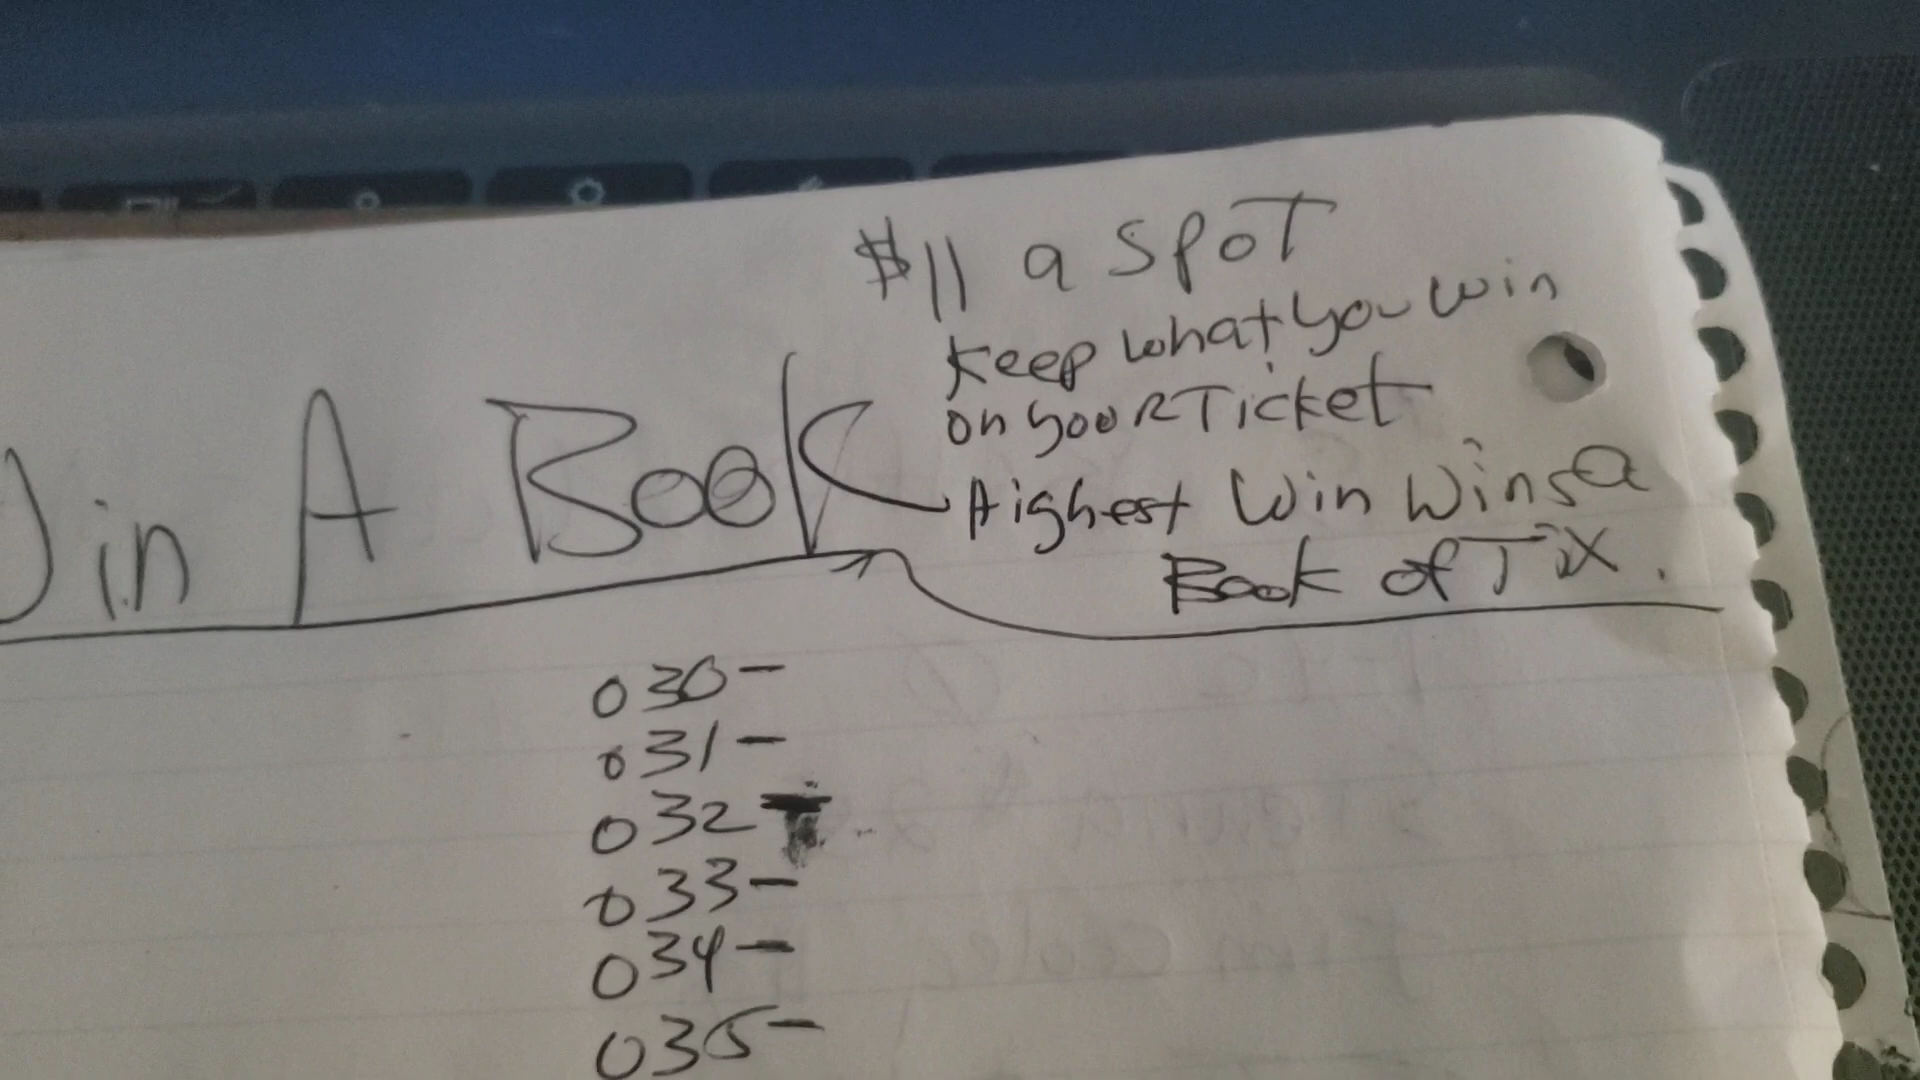 $11 a SPOT
Keep what you win
on your Ticket
in A Book
Highest Win Wins a
Book of TIX.
030-
031-
032-
033-
034-
035-